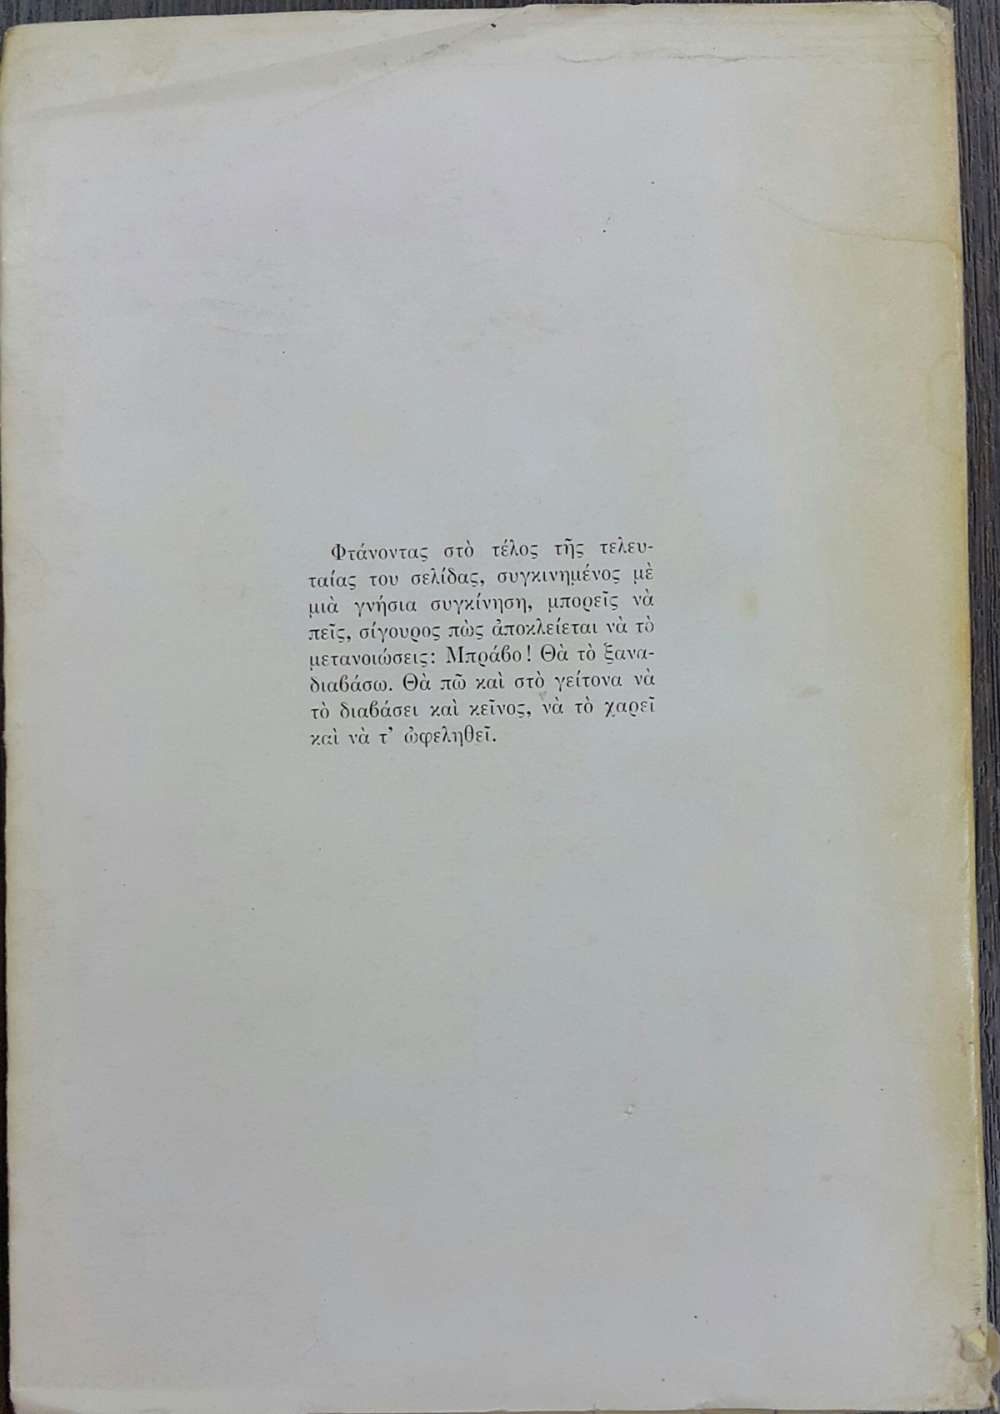 Φτάνοντας στὸ τέλος τῆς τελευ-
ταίας του σελίδας, συγκινημένος μὲ
μιὰ γνήσια συγκίνηση, μπορεῖς νὰ
πεῖς, σίγουρος πὼς ἀποκλείεται νὰ τὸ
μετανοιώσεις: Μπράβο! Θὰ τὸ ξανα-
διαβάσω. Θὰ πῶ καὶ στὸ γείτονα νὰ
τὸ διαβάσει καὶ κεῖνος, νὰ τὸ χαρεῖ
καὶ νὰ τ' ὠφεληθεῖ.